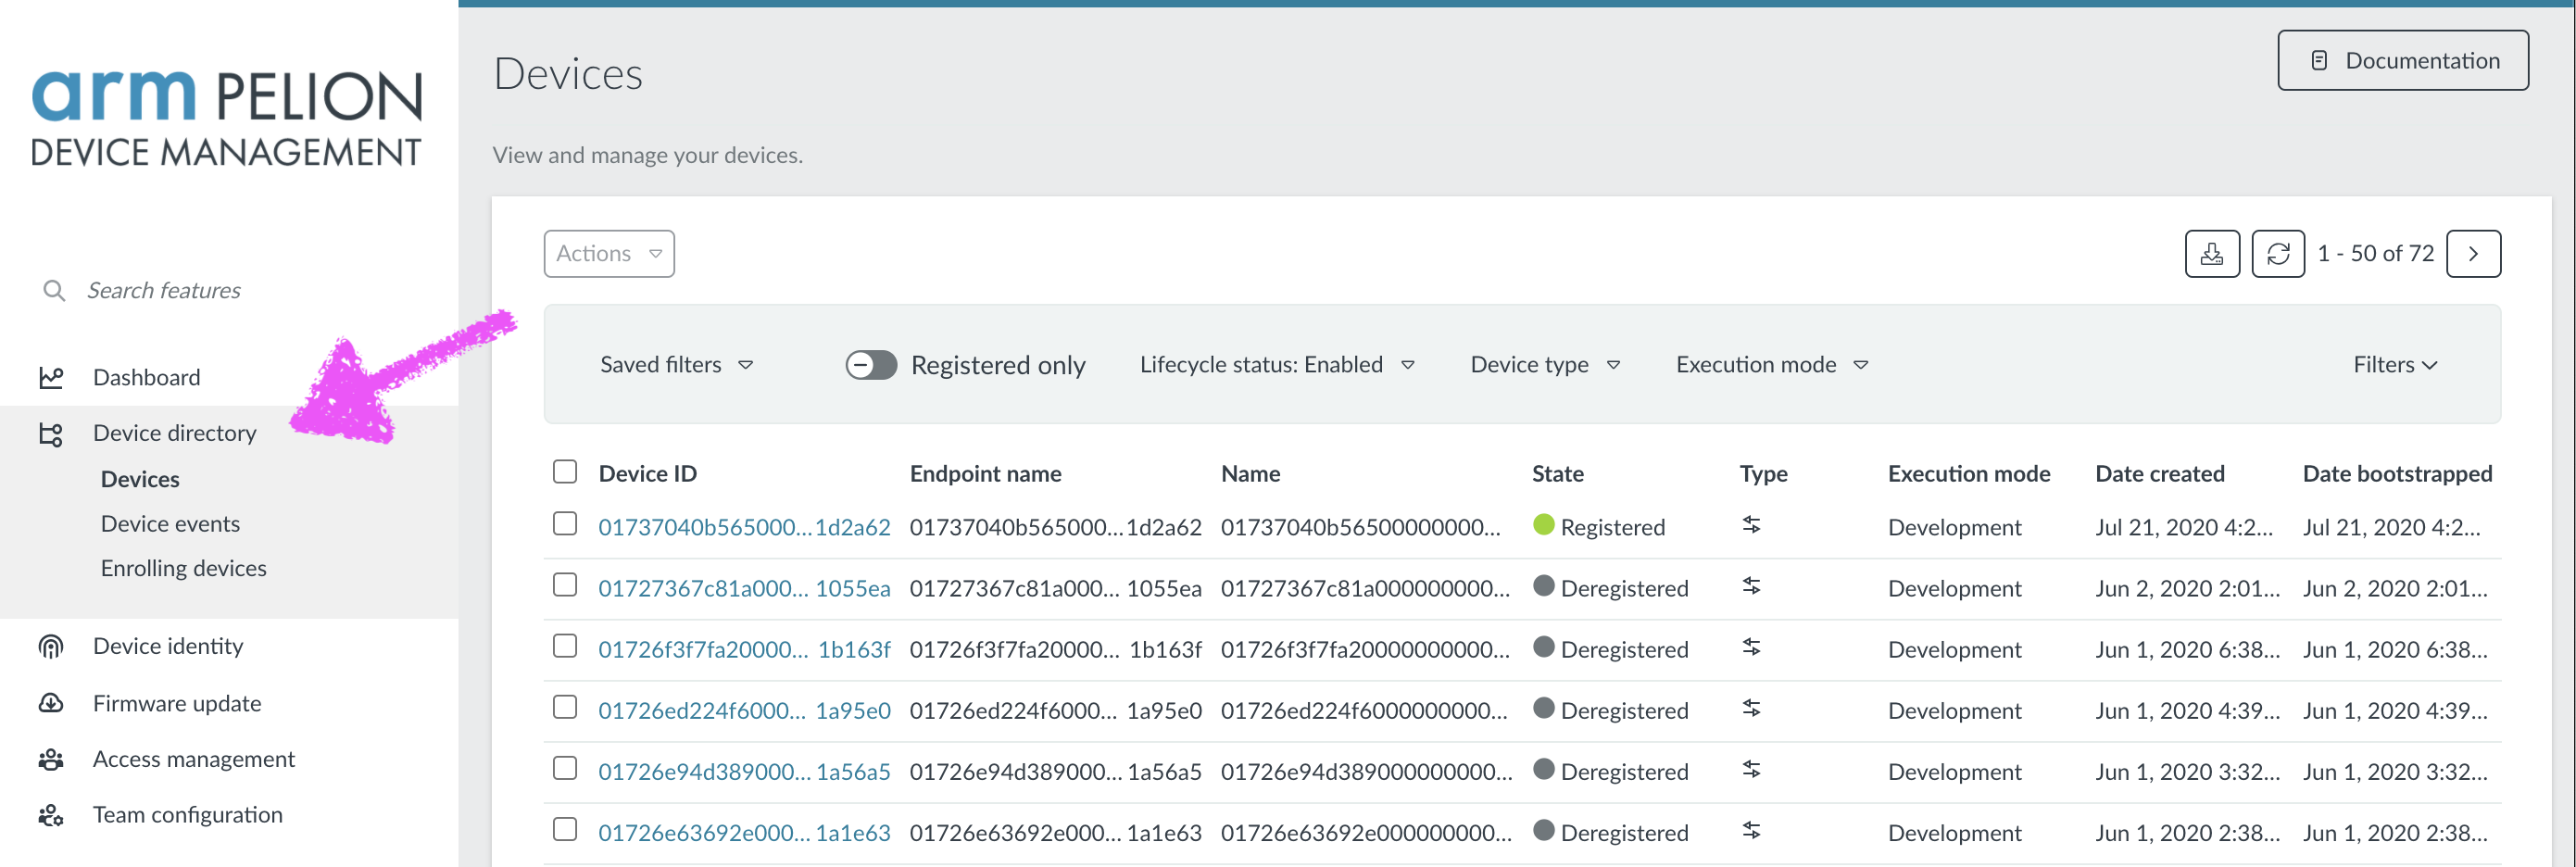 arm PELION
DEVICE MANAGEMENT
Search features
Dashboard
Device directory
Devices
Device events
Enrolling devices
Device identity
Firmware update
Access management
Team configuration
Devices
Documentation
View and manage your devices.
Actions
1 - 50 of 72
Saved filters Registered only Lifecycle status: Enabled Device type Execution mode Filters
Device ID Endpoint name Name State Type Execution mode Date created Date bootstrapped
01737040b565000... 1d2a62 01737040b565000... 1d2a62 01737040b56500000000... Registered Development Jul 21, 2020 4:2... Jul 21, 2020 4:2...
01727367c81a000... 1055ea 01727367c81a000... 1055ea 01727367c81a000000000... Deregistered Development Jun 2, 2020 2:01... Jun 2, 2020 2:01...
01726f3f7fa20000... 1b163f 01726f3f7fa20000... 1b163f 01726f3f7fa20000000000... Deregistered Development Jun 1, 2020 6:38... Jun 1, 2020 6:38...
01726ed224f6000... 1a95e0 01726ed224f6000... 1a95e0 01726ed224f6000000000... Deregistered Development Jun 1, 2020 4:39... Jun 1, 2020 4:39...
01726e94d389000... 1a56a5 01726e94d389000... 1a56a5 01726e94d389000000000... Deregistered Development Jun 1, 2020 3:32... Jun 1, 2020 3:32...
01726e63692e000... 1a1e63 01726e63692e000... 1a1e63 01726e63692e000000000... Deregistered Development Jun 1, 2020 2:38... Jun 1, 2020 2:38...